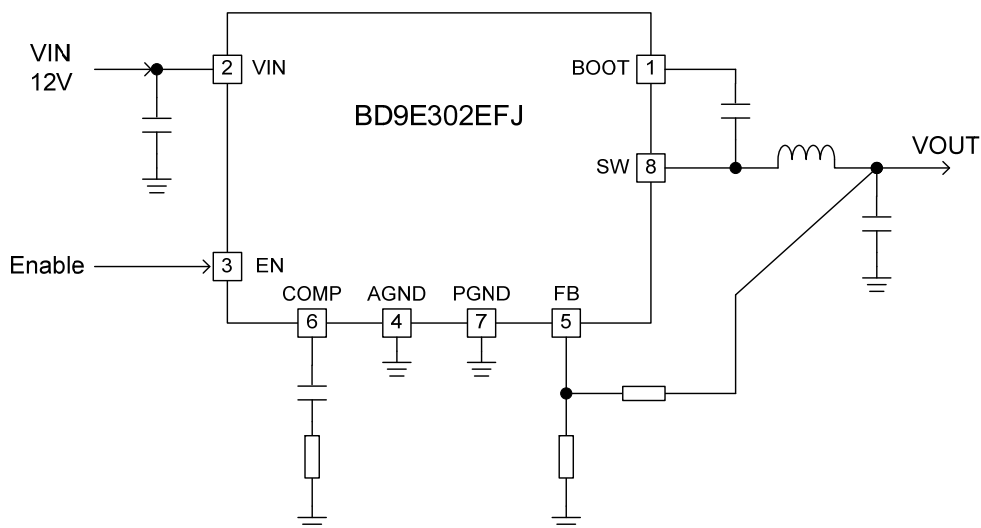 VIN
12V
2
VIN
BD9E302EFJ
BOOT
1
SW
8
VOUT
Enable
3
EN
COMP
6
AGND
4
PGND
7
FB
5